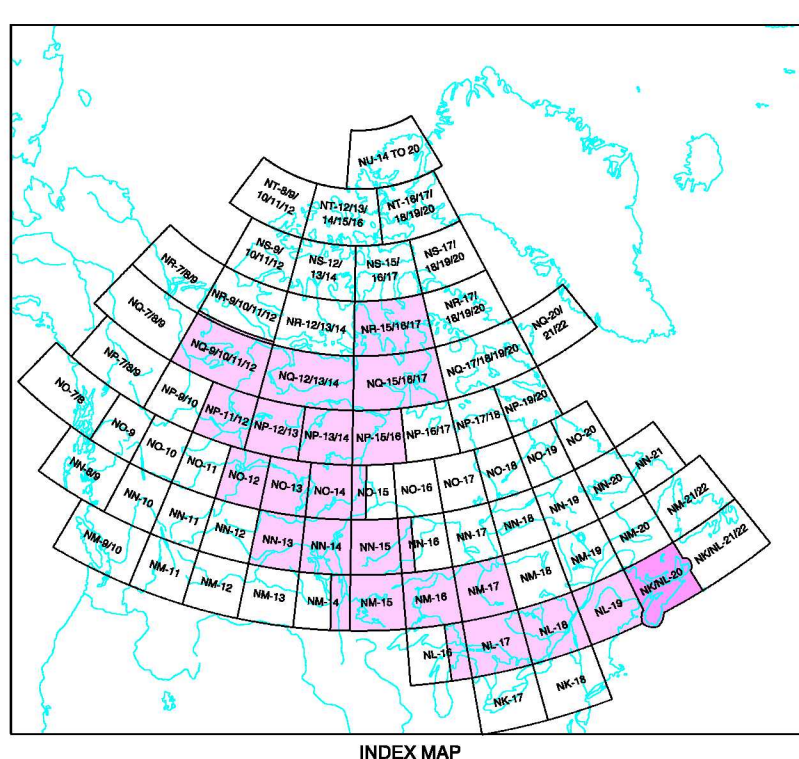 NU-14 TO 20
NT-8/9/
10/11/12
NT-12/13/
14/15/16
NT-16/17/
18/19/20
NS-9/
10/11/12
NS-12/
13/14
NS-15/
16/17
NS-17/
18/19/20
NR-7/8/9
NR-9/10/11/12
NR-12/13/14
NR-15/16/17
NR-17/
18/19/20
NQ-7/8/9
NQ-9/10/11/12
NQ-12/13/14
NQ-15/16/17
NQ-17/18/19/20
NQ-20/
21/22
NP-7/8/9
NP-9/10
NP-11/12
NP-12/13
NP-13/14
NP-15/16
NP-16/17
NP-17/18
NP-19/20
NO-7/8
NO-9
NO-10
NO-11
NO-12
NO-13
NO-14
NO-15
NO-16
NO-17
NO-18
NO-19
NO-20
NN-8/9
NN-10
NN-11
NN-12
NN-13
NN-14
NN-15
NN-16
NN-17
NN-18
NN-19
NN-20
NN-21
NM-9/10
NM-11
NM-12
NM-13
NM-14
NM-15
NM-16
NM-17
NM-18
NM-19
NM-20
NM-21/22
NL-16
NL-17
NL-18
NL-19
NK/NL-20
NK/NL-21/22
NK-17
NK-18
INDEX MAP